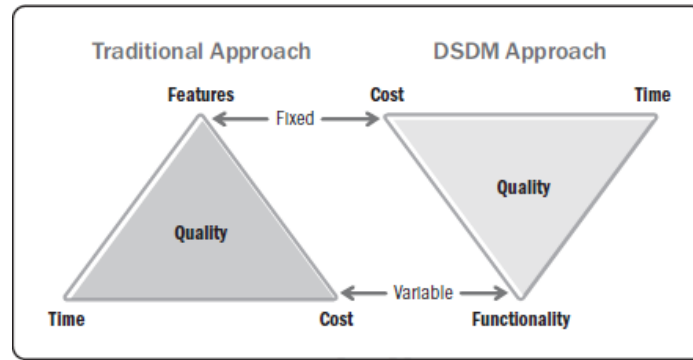 Traditional Approach DSDM Approach
Features Fixed Cost Time
Quality
Quality
Variable
Time Cost Functionality